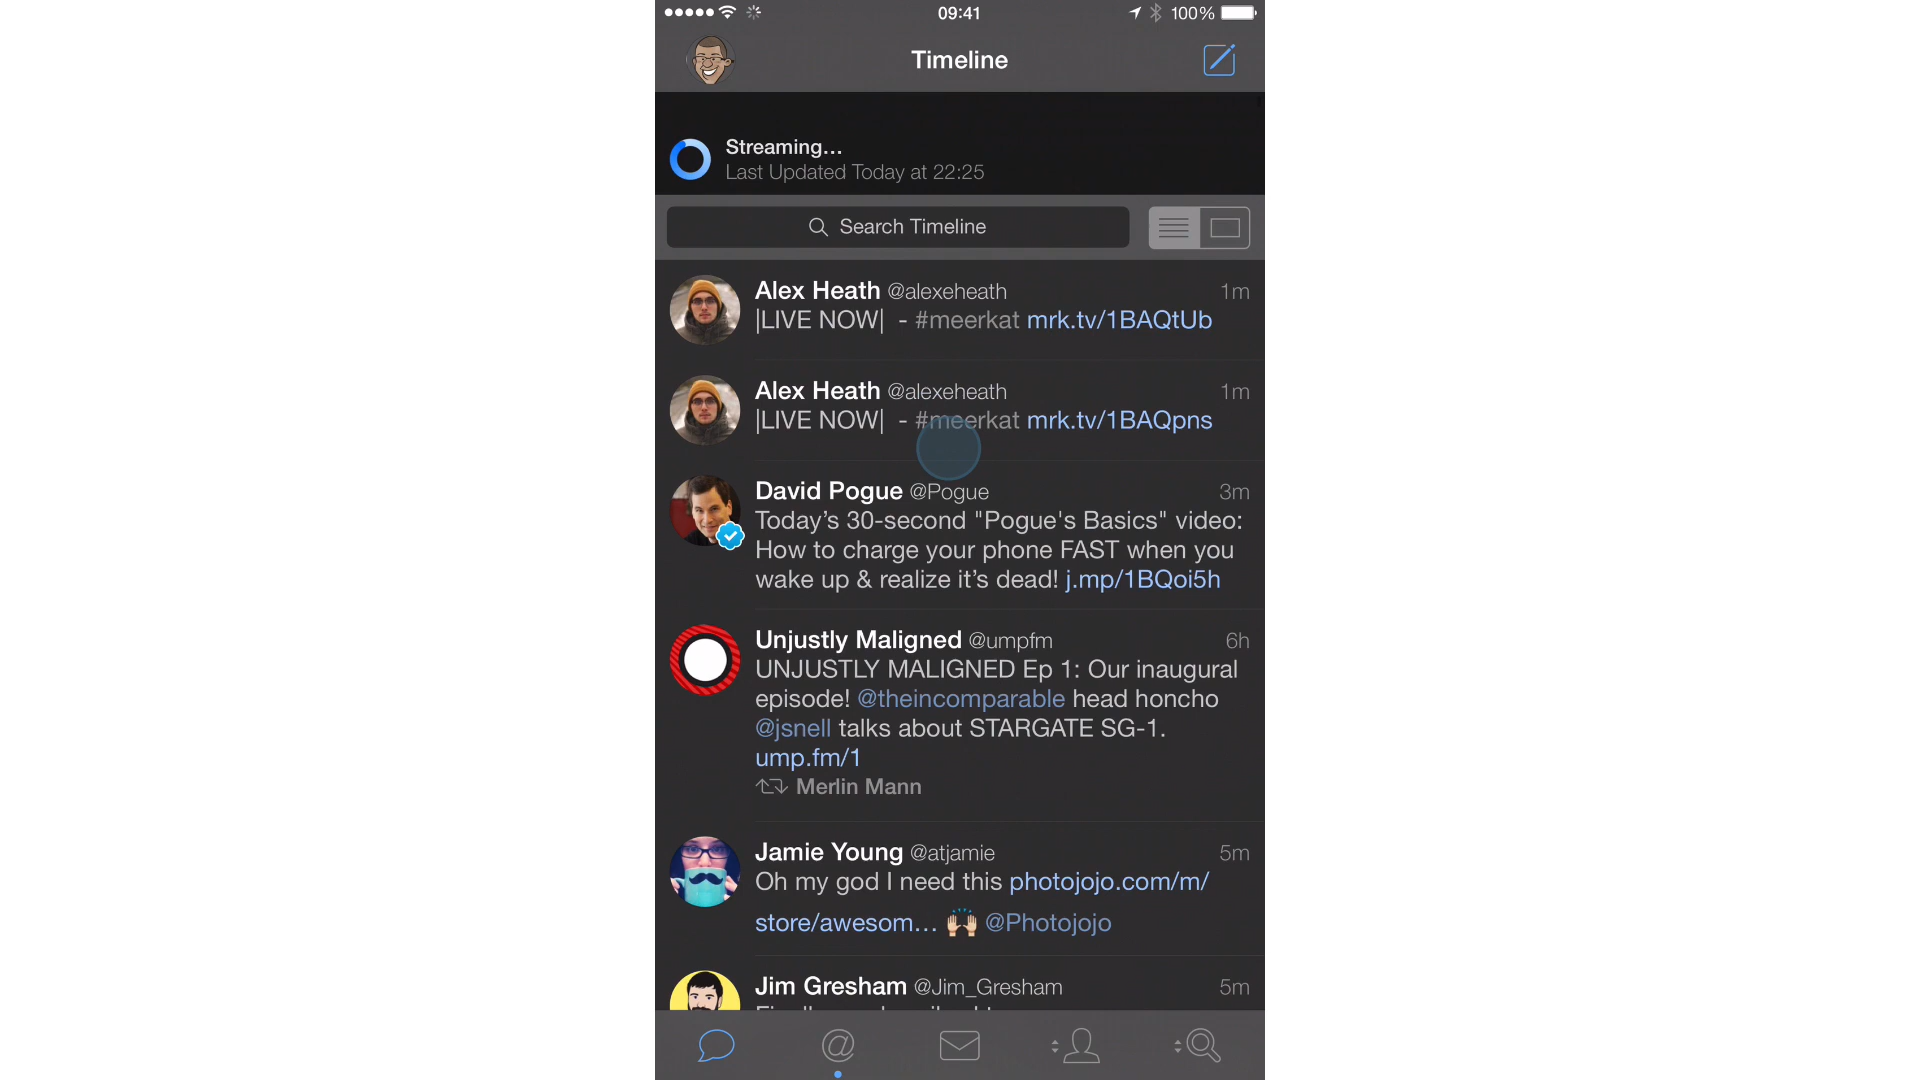 09:41
100%
Timeline
Streaming...
Last Updated Today at 22:25
Search Timeline
Alex Heath @alexeheath 1m
|LIVE NOW| - #meerkat mrk.tv/1BAQtUb
Alex Heath @alexeheath 1m
|LIVE NOW| - #meerkat mrk.tv/1BAQpns
David Pogue @Pogue 3m
Today’s 30-second "Pogue's Basics" video:
How to charge your phone FAST when you
wake up & realize it’s dead! j.mp/1BQoi5h
Unjustly Maligned @umpfm 6h
UNJUSTLY MALIGNED Ep 1: Our inaugural
episode! @theincomparable head honcho
@jsnell talks about STARGATE SG-1.
ump.fm/1
Merlin Mann
Jamie Young @atjamie 5m
Oh my god I need this photojojo.com/m/
store/awesom... 🙌 @Photojojo
Jim Gresham @Jim_Gresham 5m